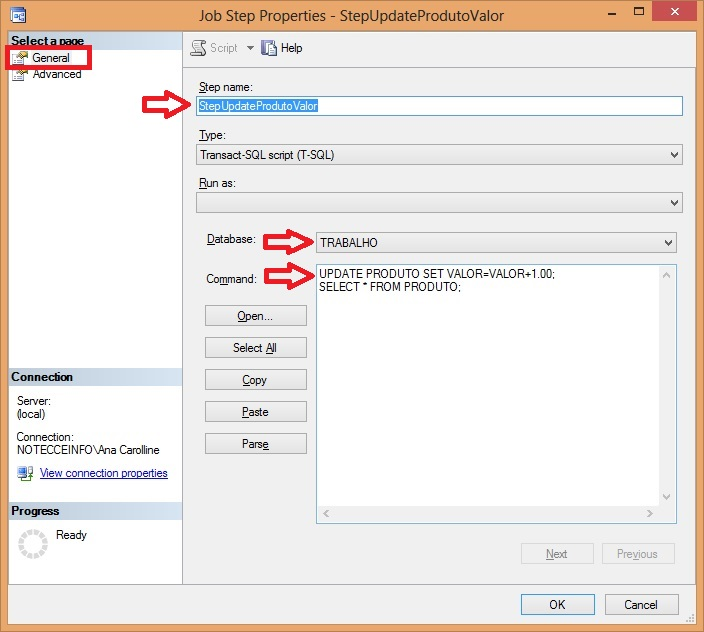 Job Step Properties - StepUpdateProdutoValor
Select a page
General
Advanced
Script
Help
Step name:
StepUpdateProdutoValor
Type:
Transact-SQL script (T-SQL)
Run as:
Database:
TRABALHO
Command:
UPDATE PRODUTO SET VALOR=VALOR+1.00;
SELECT * FROM PRODUTO;
Open...
Select All
Copy
Paste
Parse
Connection
Server:
(local)
Connection:
NOTECCEINFO\Ana Carolline
View connection properties
Progress
Ready
Next
Previous
OK
Cancel